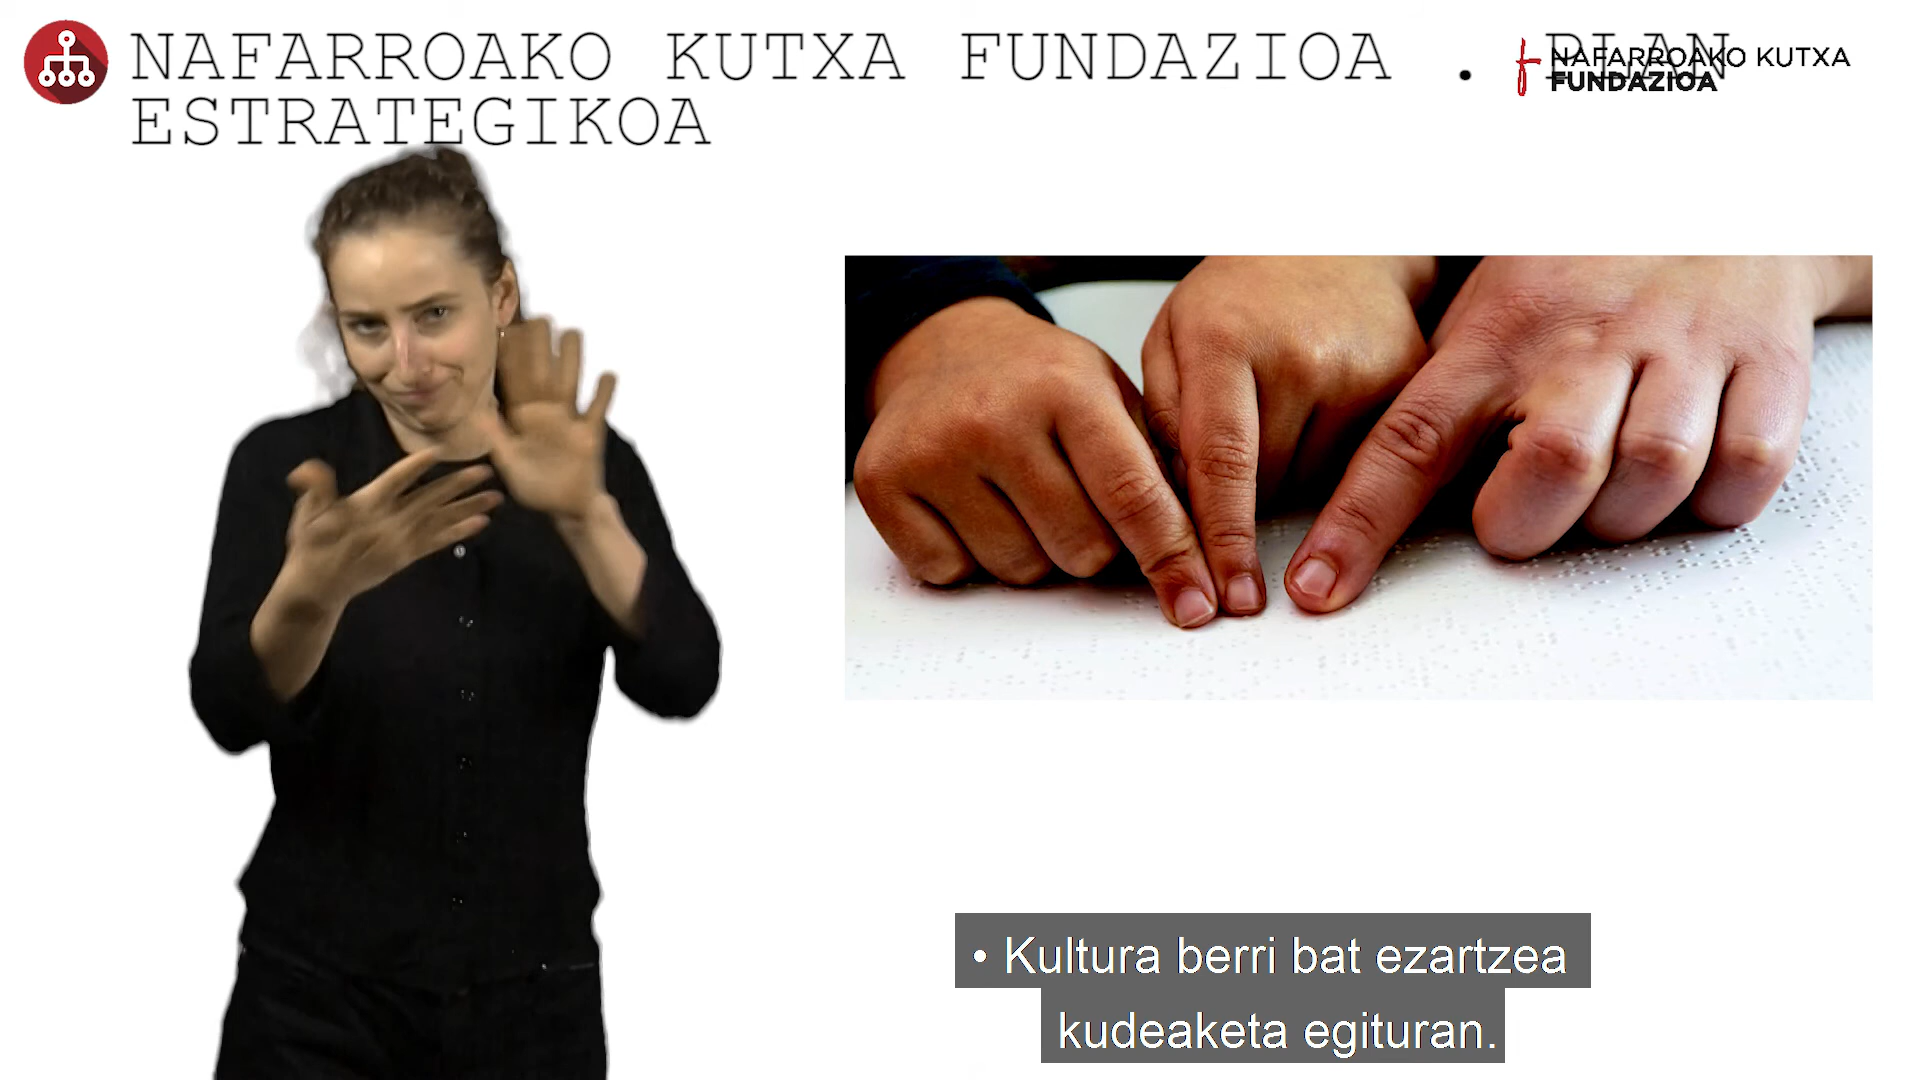 NAFARROAKO KUTXA FUNDAZIOA . PLAN
ESTRATEGIKOA
NAFARROAKO KUTXA
FUNDAZIOA
• Kultura berri bat ezartzea
kudeaketa egituran.